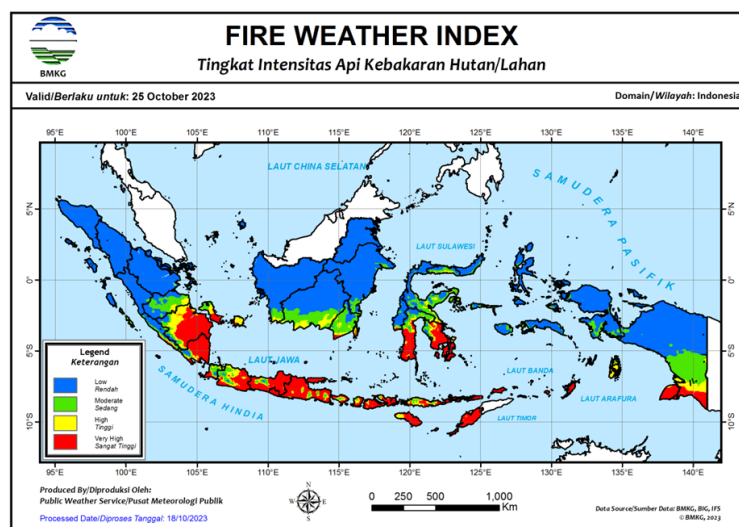 BMKG
FIRE WEATHER INDEX
Tingkat Intensitas Api Kebakaran Hutan/Lahan
Valid/Berlaku untuk: 25 October 2023
Domain/Wilayah: Indonesia
95°E 100°E 105°E 110°E 115°E 120°E 125°E 130°E 135°E 140°E
LAUT CHINA SELATAN
SAMUDERA PASIFIK
5°N 5°N
LAUT SULAWESI
0° 0°
5°S 5°S
LAUT JAWA
LAUT BANDA
SAMUDERA HINDIA
LAUT ARAFURA
LAUT TIMOR
10°S 10°S
Legend
Keterangan
Low
Rendah
Moderate
Sedang
High
Tinggi
Very High
Sangat Tinggi
95°E 100°E 105°E 110°E 115°E 120°E 125°E 130°E 135°E 140°E
Produced By/Diproduksi Oleh:
Public Weather Service/Pusat Meteorologi Publik
Processed Date/Diproses Tanggal: 18/10/2023
N
W E
S
0 250 500 1,000
Km
Data Source/Sumber Data: BMKG, BIG, IFS
© BMKG, 2023